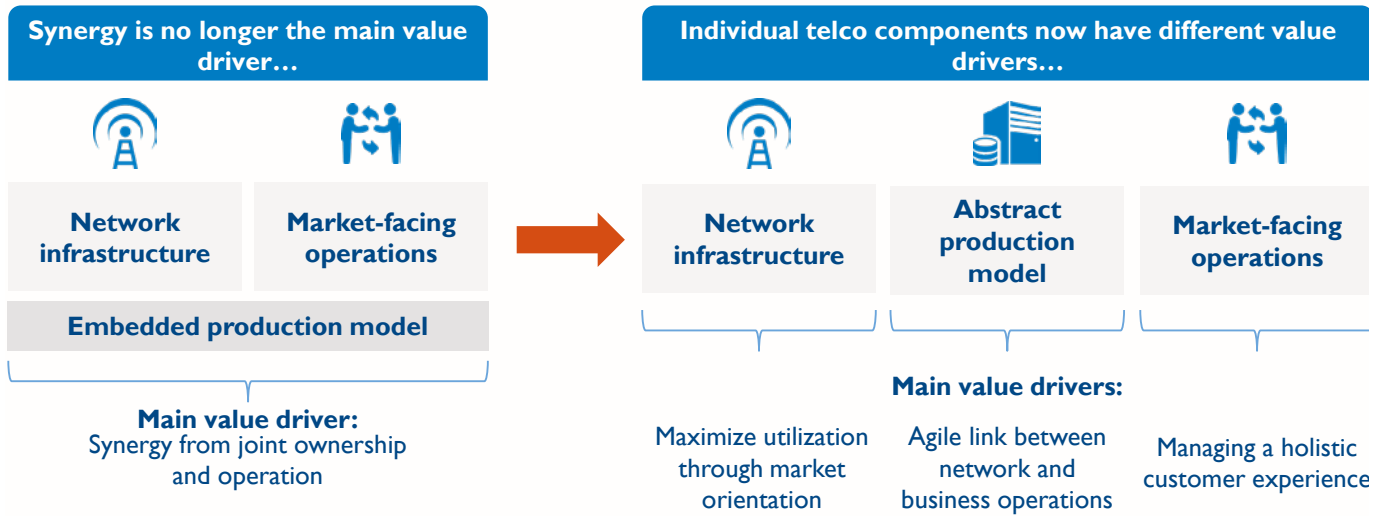 Synergy is no longer the main value
driver…
Network
infrastructure
Market-facing
operations
Embedded production model
Main value driver:
Synergy from joint ownership
and operation
Individual telco components now have different value
drivers…
Network
infrastructure
Abstract
production
model
Market-facing
operations
Main value drivers:
Maximize utilization
through market
orientation
Agile link between
network and
business operations
Managing a holistic
customer experience